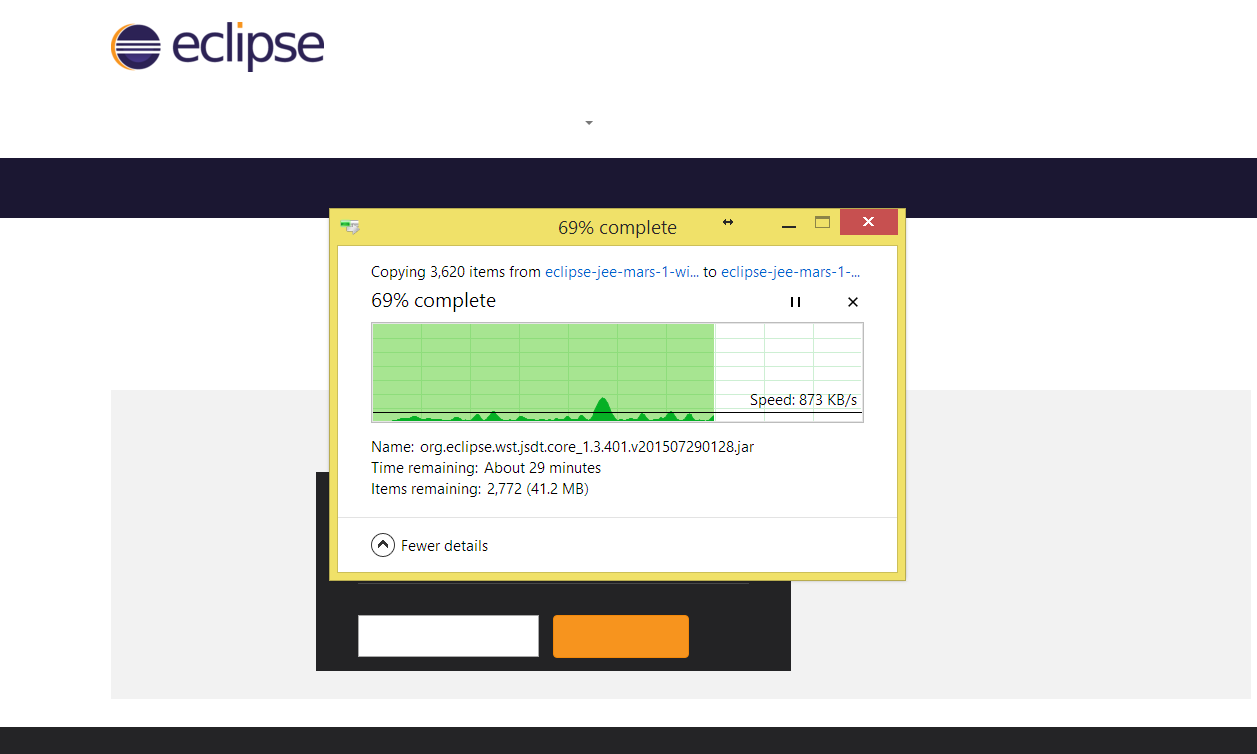 eclipse
69% complete
Copying 3,620 items from eclipse-jee-mars-1-wi... to eclipse-jee-mars-1-...
69% complete
Speed: 873 KB/s
Name: org.eclipse.wst.jsdt.core_1.3.401.v201507290128.jar
Time remaining: About 29 minutes
Items remaining: 2,772 (41.2 MB)
Fewer details